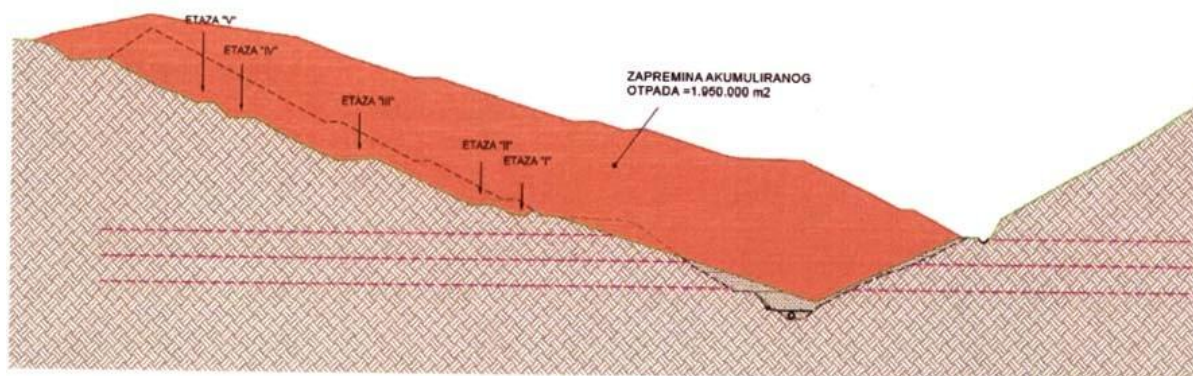 ETAZA "V"
ETAZA "IV"
ZAPREMINA AKUMULIRANOG
OTPADA =1.950.000 m2
ETAZA "III"
ETAZA "II"
ETAZA "I"